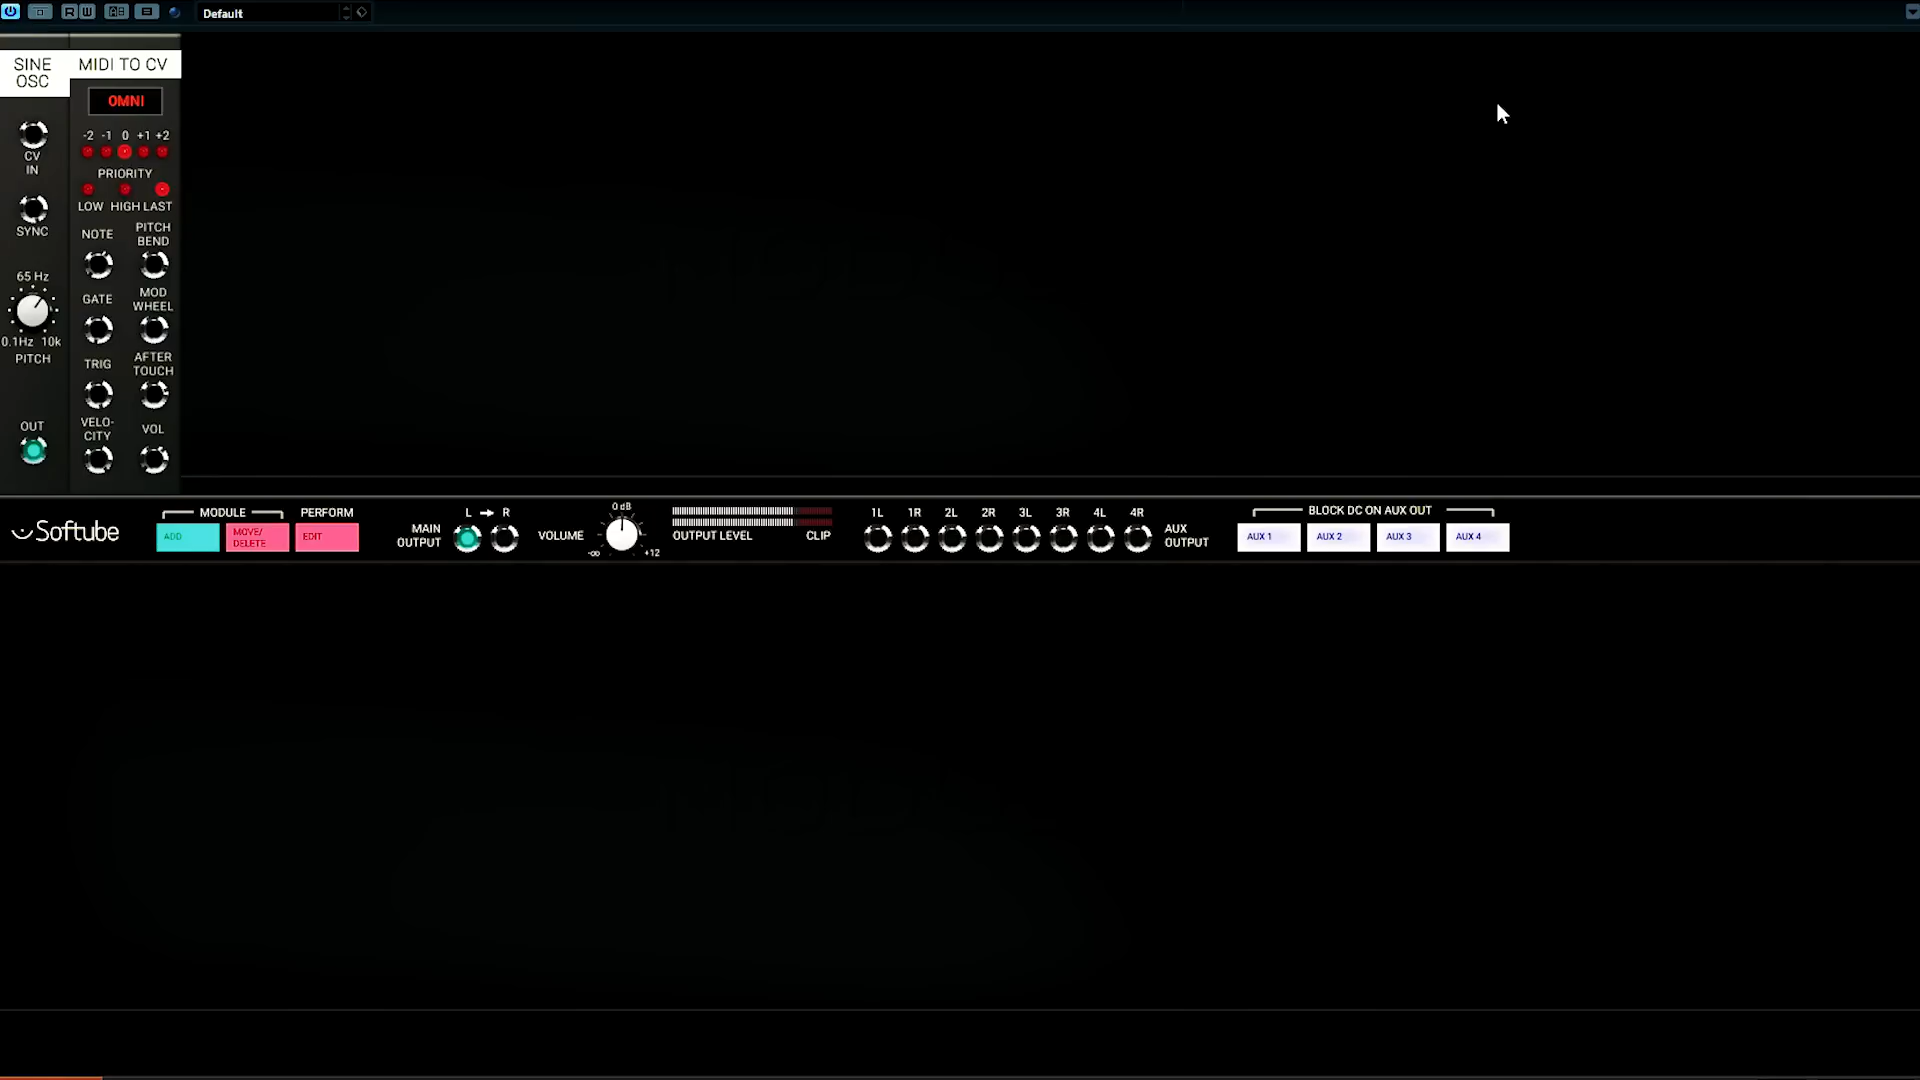 Default
SINE
OSC
MIDI TO CV
OMNI
-2 -1 0 +1 +2
CV
IN
PRIORITY
LOW HIGH LAST
SYNC
NOTE
PITCH
BEND
65 Hz
GATE
MOD
WHEEL
0.1Hz 10k
PITCH
TRIG
AFTER
TOUCH
OUT
VELO-
CITY
VOL
Softube
MODULE
ADD
MOVE/
DELETE
PERFORM
EDIT
MAIN
OUTPUT
L R
VOLUME
0 dB
-∞ +12
OUTPUT LEVEL CLIP
1L 1R 2L 2R 3L 3R 4L 4R
AUX
OUTPUT
BLOCK DC ON AUX OUT
AUX 1 AUX 2 AUX 3 AUX 4